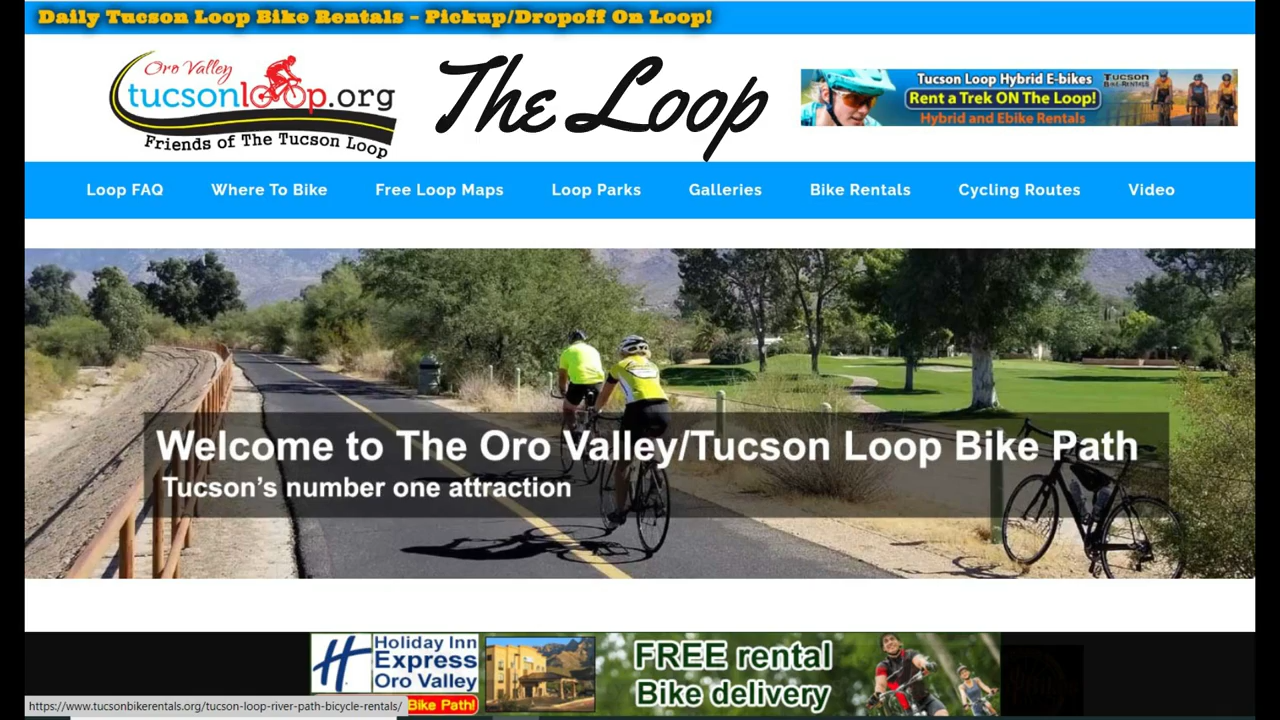 Daily Tucson Loop Bike Rentals - Pickup/Dropoff On Loop!
Oro Valley
tucsonloop.org
Friends of The Tucson Loop
The Loop
Tucson Loop Hybrid E-bikes
Rent a Trek ON The Loop!
Hybrid and Ebike Rentals
Tucson
Bike Rentals
Loop FAQ
Where To Bike
Free Loop Maps
Loop Parks
Galleries
Bike Rentals
Cycling Routes
Video
Welcome to The Oro Valley/Tucson Loop Bike Path
Tucson's number one attraction
H
Holiday Inn
Express
Oro Valley
Bike Path!
FREE rental
Bike delivery
https://www.tucsonbikerentals.org/tucson-loop-river-path-bicycle-rentals/